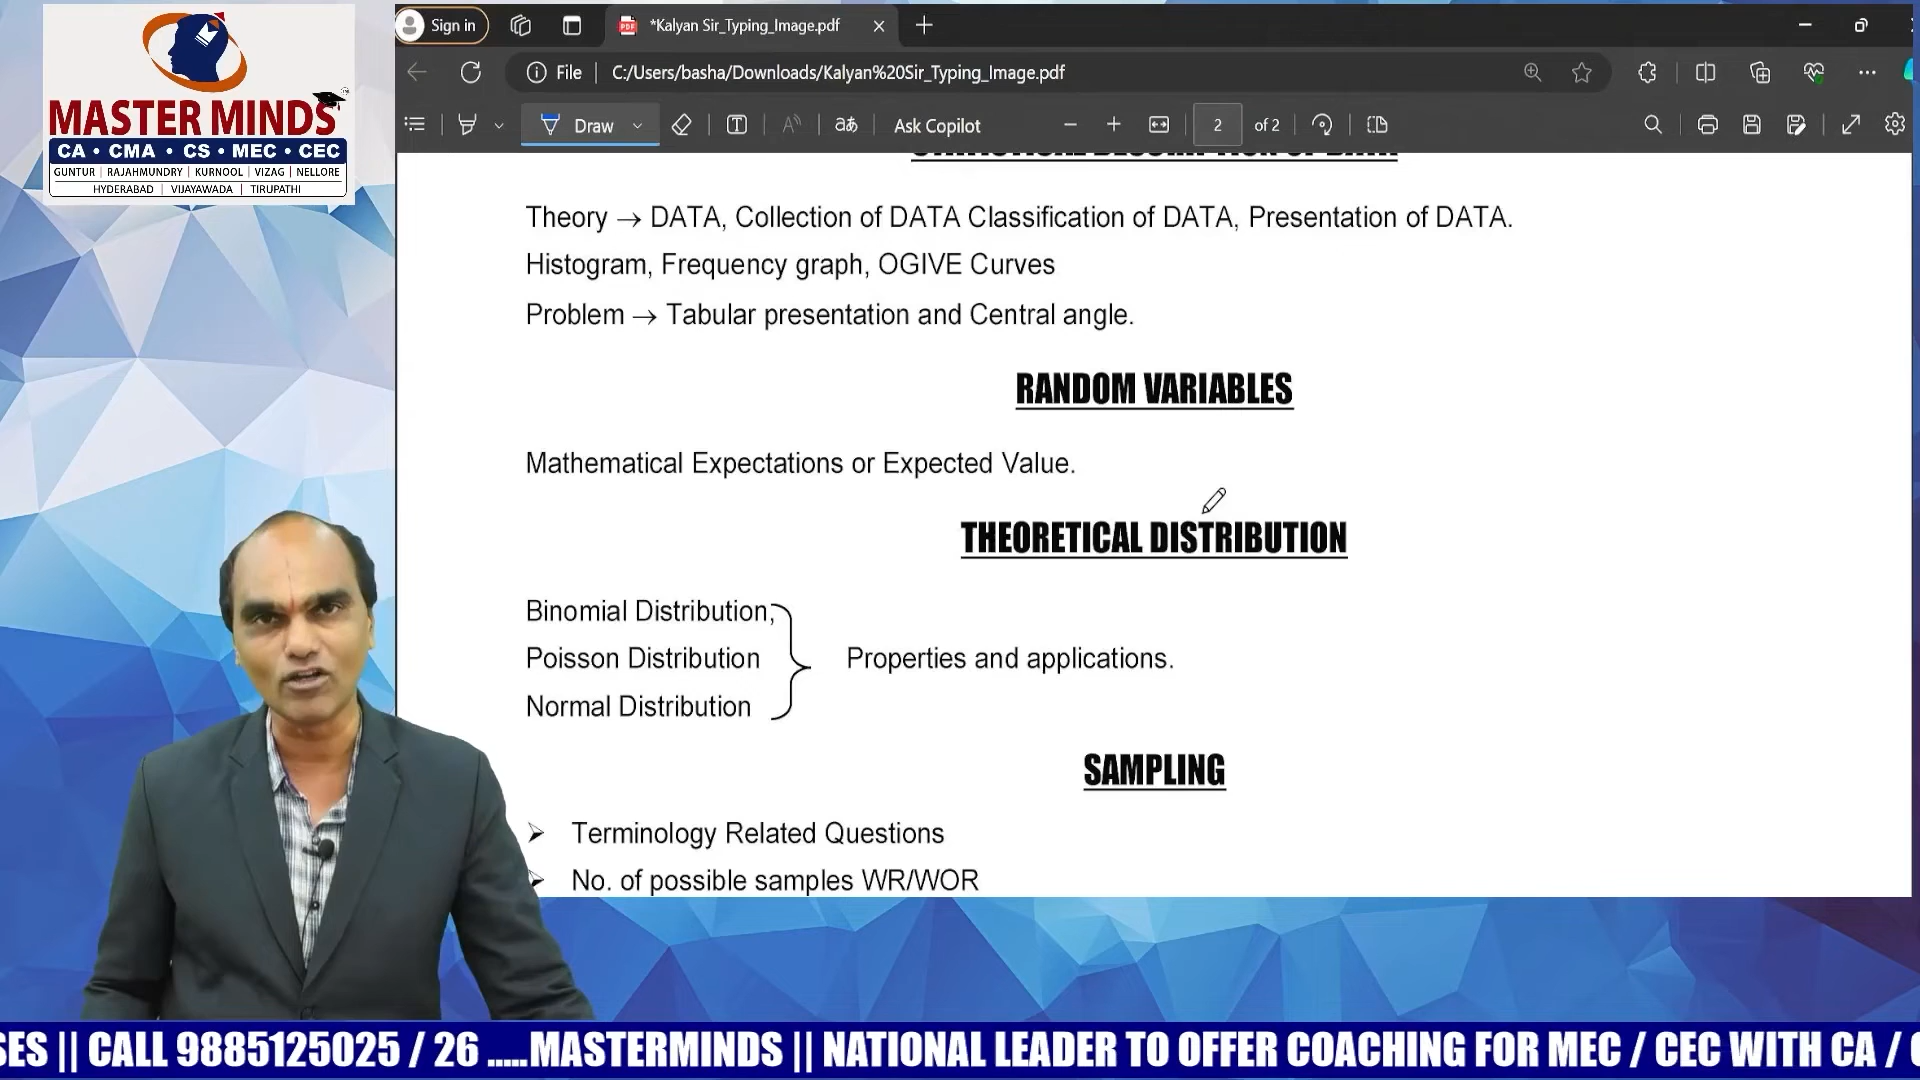 MASTER MINDS
CA • CMA • CS • MEC • CEC
GUNTUR | RAJAHMUNDRY | KURNOOL | VIZAG | NELLORE
HYDERABAD | VIJAYAWADA | TIRUPATHI
Sign in
*Kalyan Sir_Typing_Image.pdf
File
C:/Users/basha/Downloads/Kalyan%20Sir_Typing_Image.pdf
Draw
Ask Copilot
2 of 2
STATISTICAL DESCRIPTION OF DATA
Theory → DATA, Collection of DATA Classification of DATA, Presentation of DATA.
Histogram, Frequency graph, OGIVE Curves
Problem → Tabular presentation and Central angle.
RANDOM VARIABLES
Mathematical Expectations or Expected Value.
THEORETICAL DISTRIBUTION
Binomial Distribution,
Poisson Distribution
Normal Distribution
Properties and applications.
SAMPLING
➢ Terminology Related Questions
➢ No. of possible samples WR/WOR
SES || CALL 9885125025 / 26 .....MASTERMINDS || NATIONAL LEADER TO OFFER COACHING FOR MEC / CEC WITH CA /